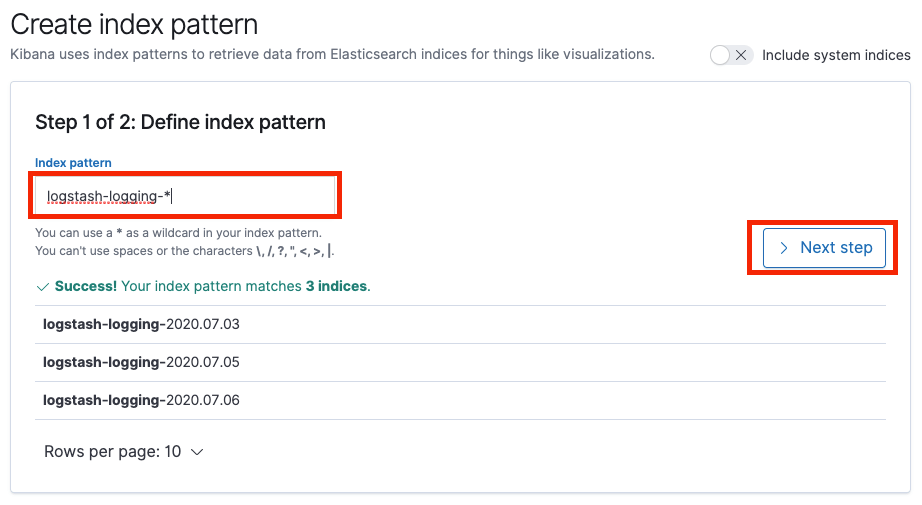 Create index pattern
Kibana uses index patterns to retrieve data from Elasticsearch indices for things like visualizations.
Include system indices
Step 1 of 2: Define index pattern
Index pattern
logstash-logging-*
You can use a * as a wildcard in your index pattern.
You can't use spaces or the characters \, /, ?, ", <, >, |.
Next step
Success! Your index pattern matches 3 indices.
logstash-logging-2020.07.03
logstash-logging-2020.07.05
logstash-logging-2020.07.06
Rows per page: 10